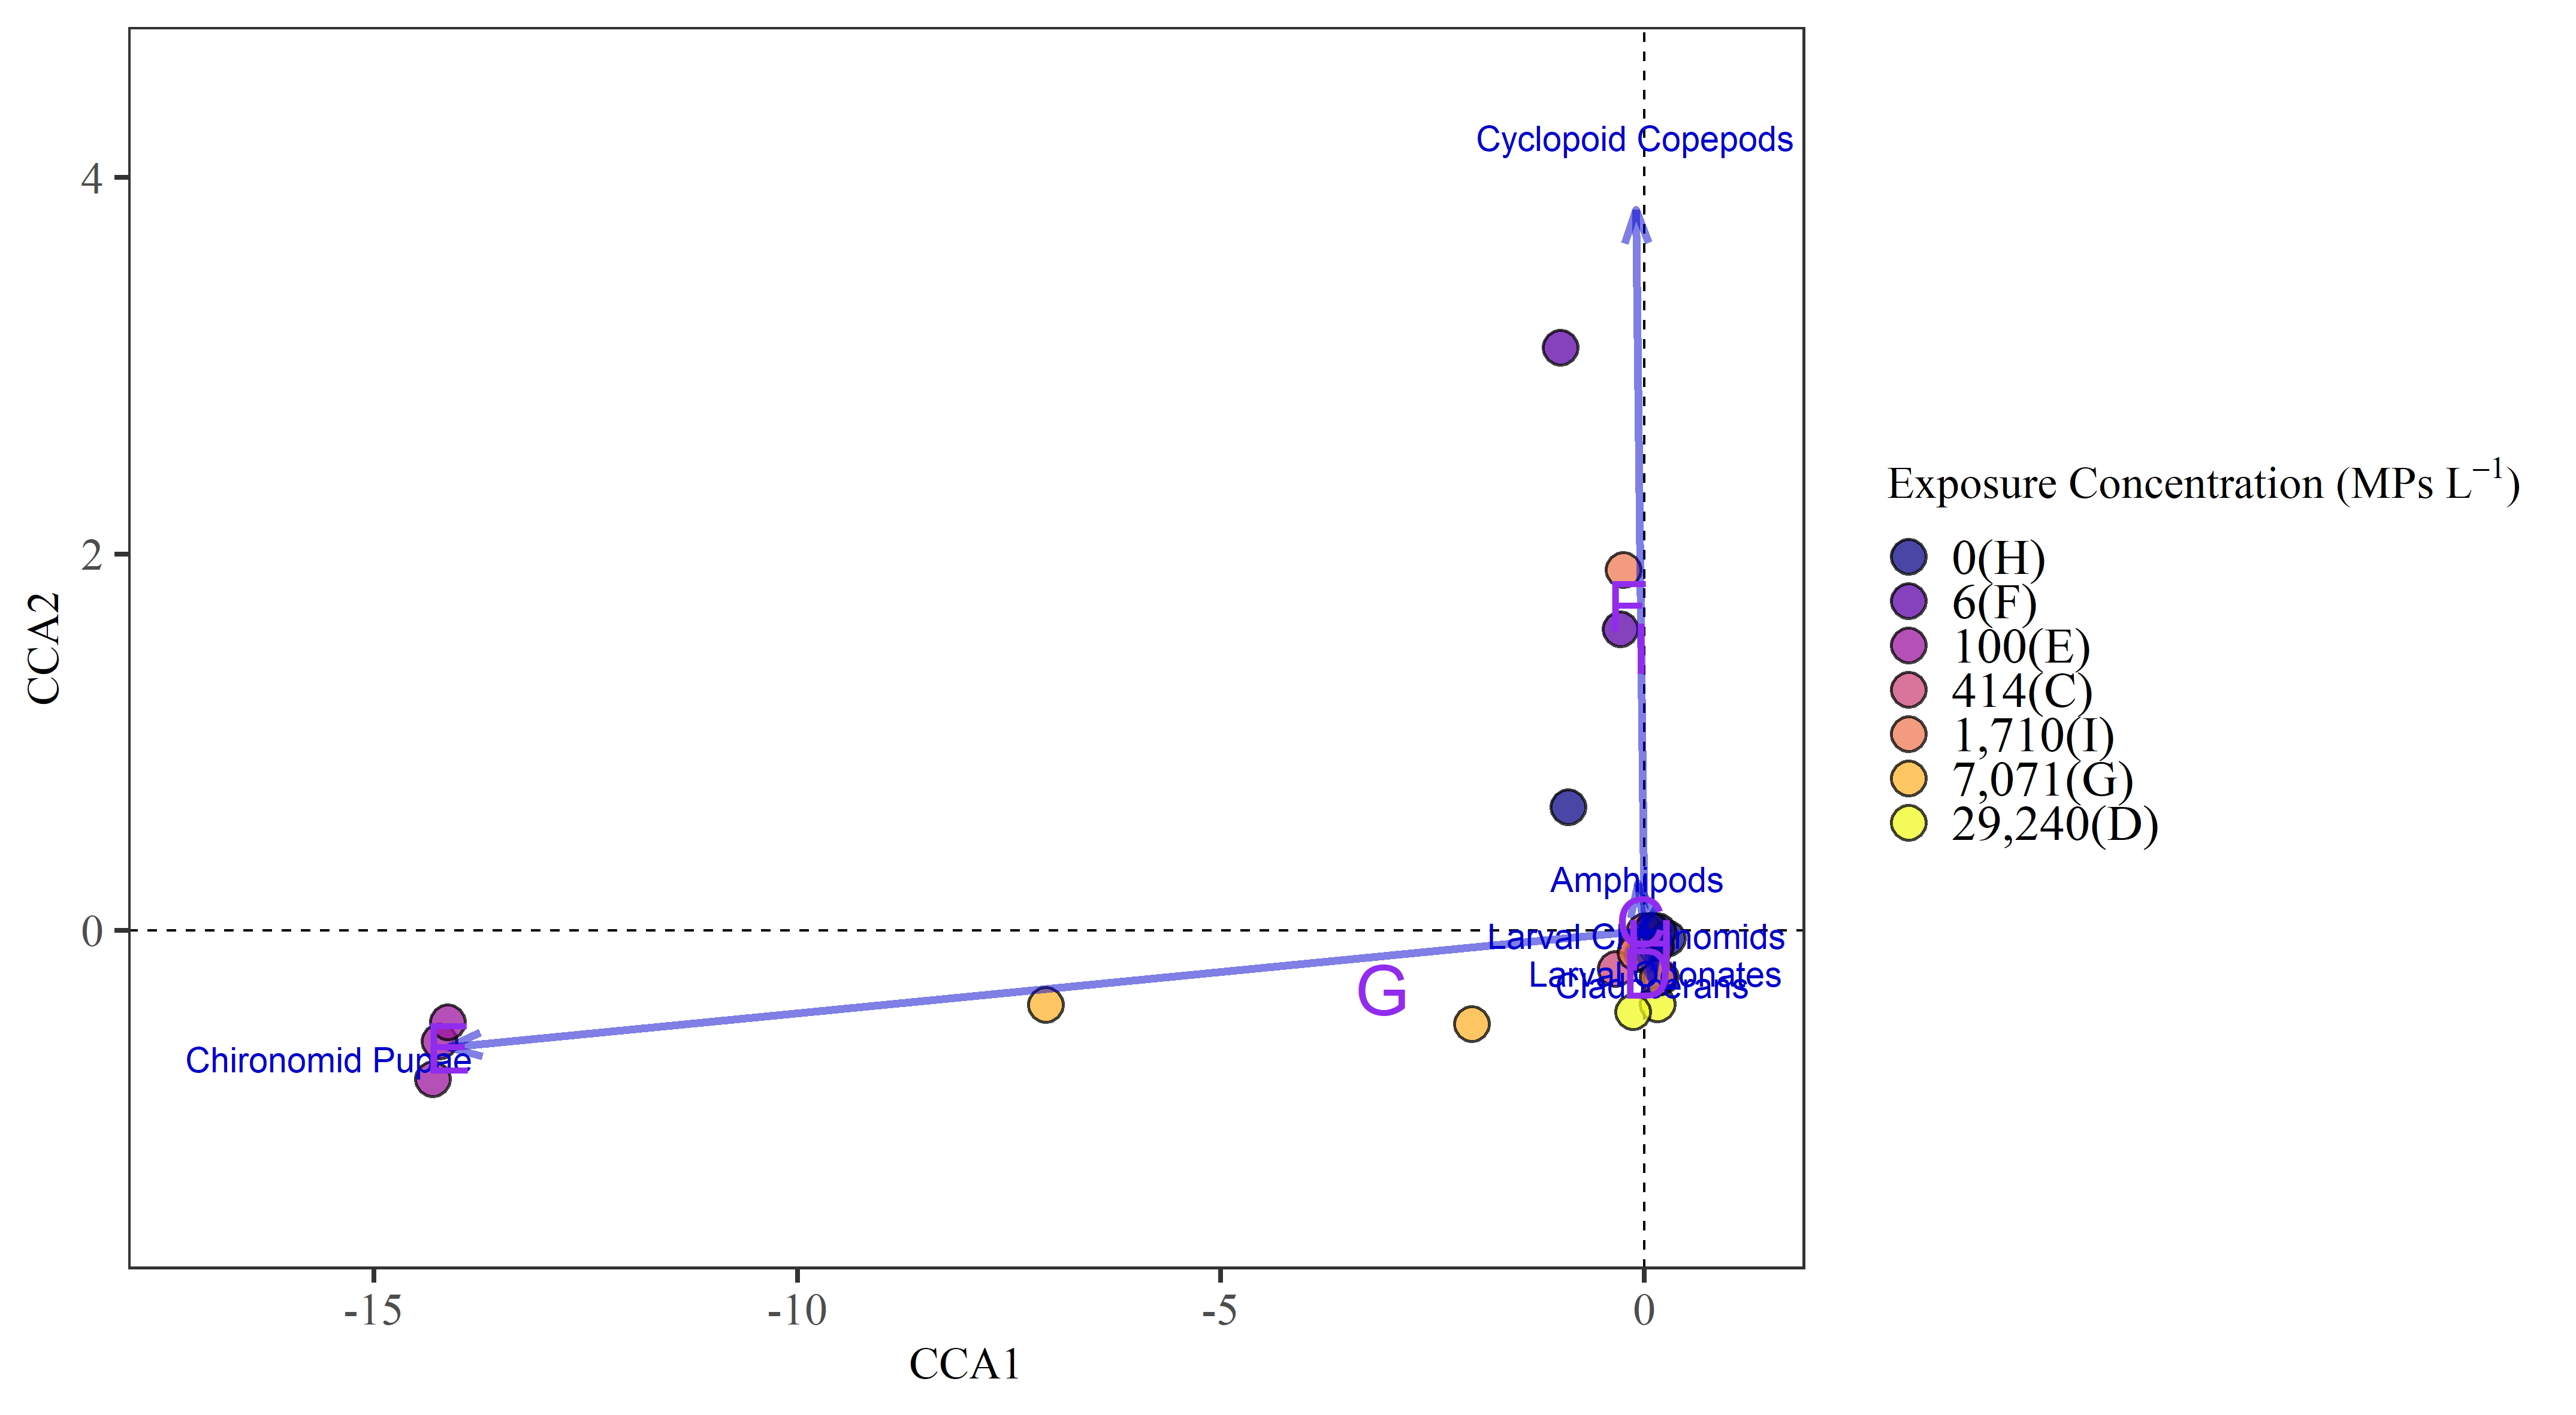 Cyclopoid Copepods
4
F
Exposure Concentration (MPs L⁻¹)
0(H)
2
6(F)
I
100(E)
CCA2
414(C)
1,710(I)
7,071(G)
29,240(D)
Amphipods
C
0
Larval Chironomids
H
Larval Odonates
D
Cladocerans
G
E
Chironomid Pupae
-15
-10
-5
0
CCA1